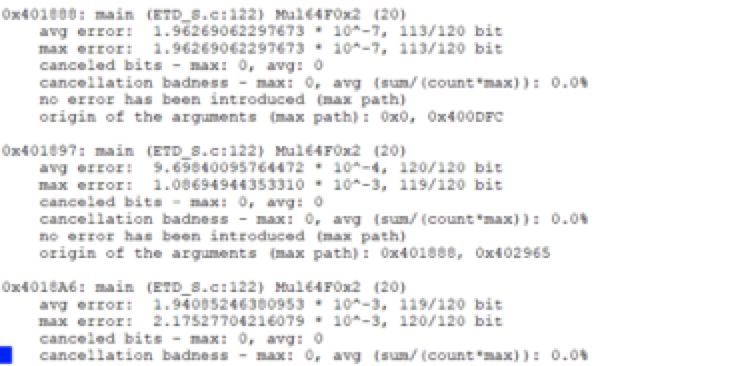 0x401888: main (ETD_S.c:122) Mul64F0x2 (20)
avg error: 1.96269062297673 * 10^-7, 113/120 bit
max error: 1.96269062297673 * 10^-7, 113/120 bit
canceled bits - max: 0, avg: 0
cancellation badness - max: 0, avg (sum/(count*max)): 0.0%
no error has been introduced (max path)
origin of the arguments (max path): 0x0, 0x400DFC
0x401897: main (ETD_S.c:122) Mul64F0x2 (20)
avg error: 9.69840095764472 * 10^-4, 120/120 bit
max error: 1.08694944353310 * 10^-3, 119/120 bit
canceled bits - max: 0, avg: 0
cancellation badness - max: 0, avg (sum/(count*max)): 0.0%
no error has been introduced (max path)
origin of the arguments (max path): 0x401888, 0x402965
0x4018A6: main (ETD_S.c:122) Mul64F0x2 (20)
avg error: 1.94085246380953 * 10^-3, 119/120 bit
max error: 2.17527704216079 * 10^-3, 120/120 bit
canceled bits - max: 0, avg: 0
cancellation badness - max: 0, avg (sum/(count*max)): 0.0%